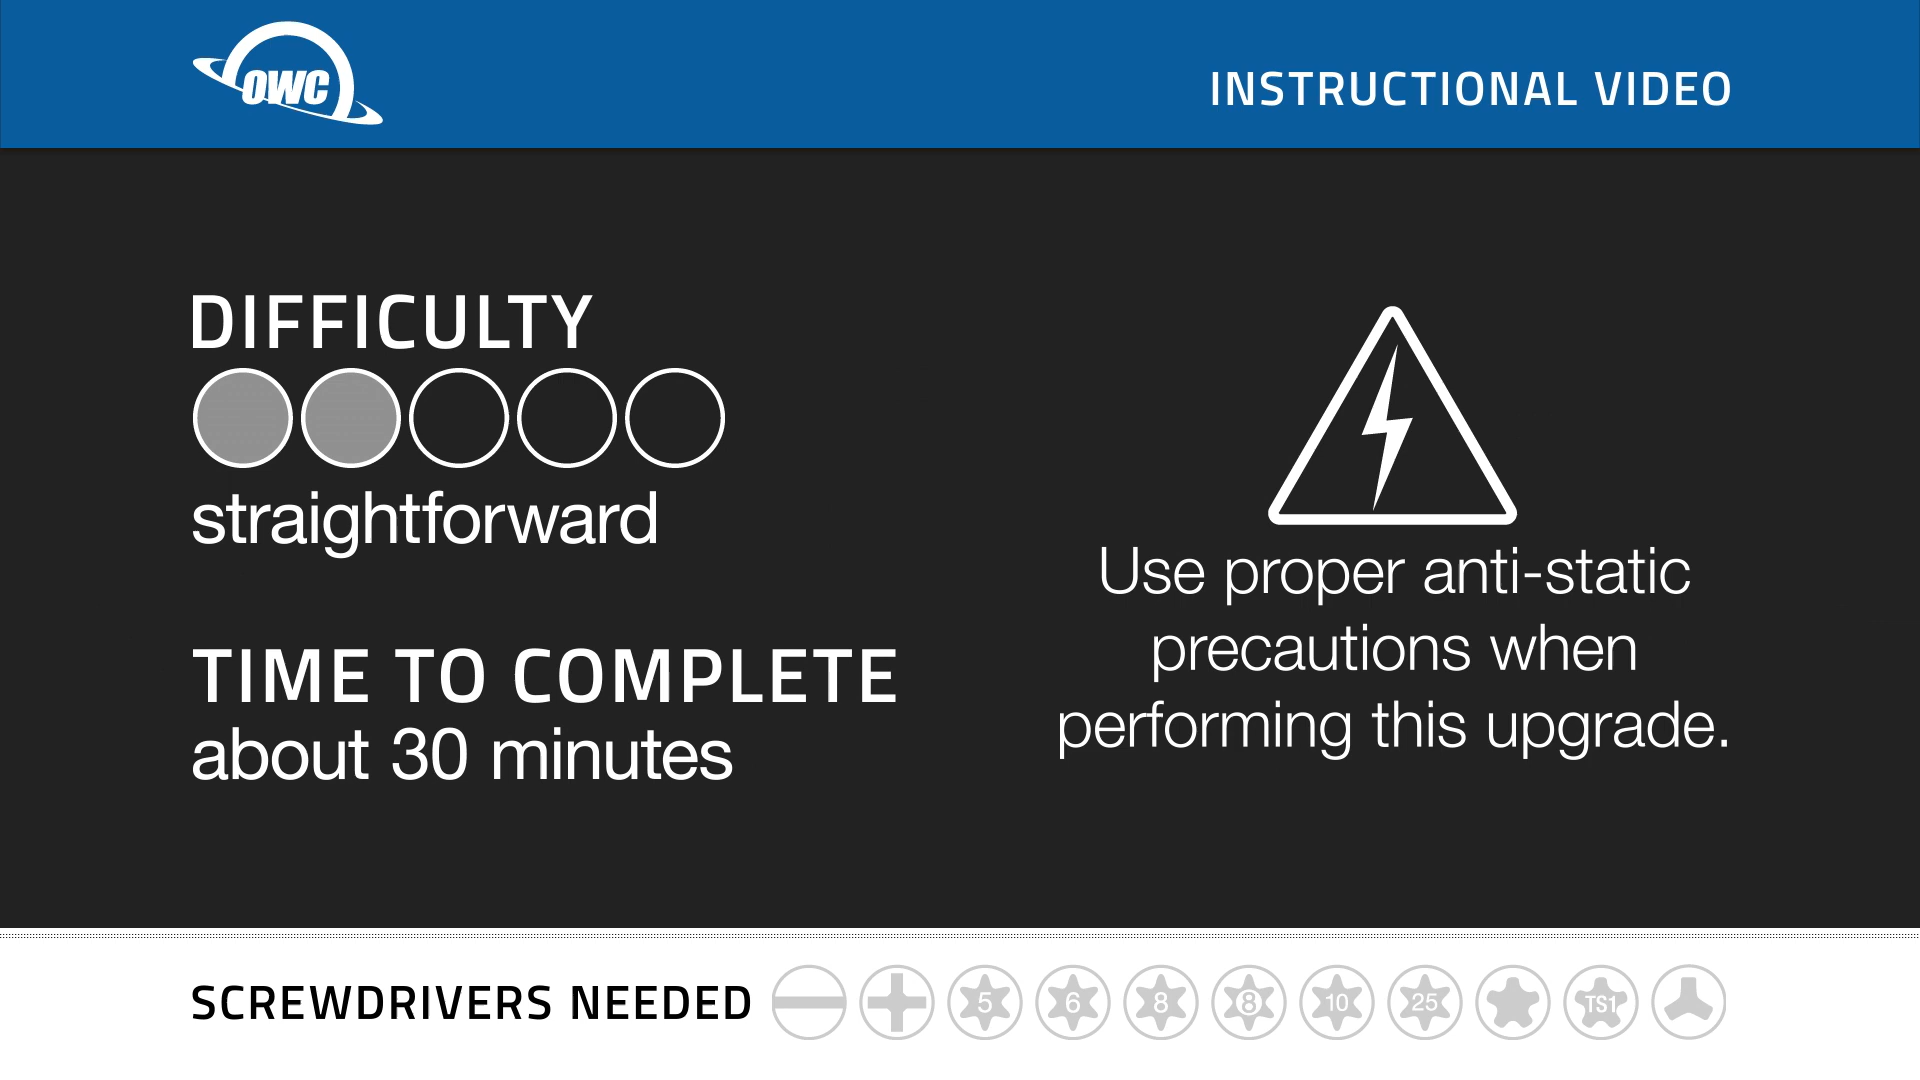 OWC
INSTRUCTIONAL VIDEO
DIFFICULTY
straightforward
TIME TO COMPLETE
about 30 minutes
Use proper anti-static
precautions when
performing this upgrade.
SCREWDRIVERS NEEDED
5 6 8 8 10 25 TS1